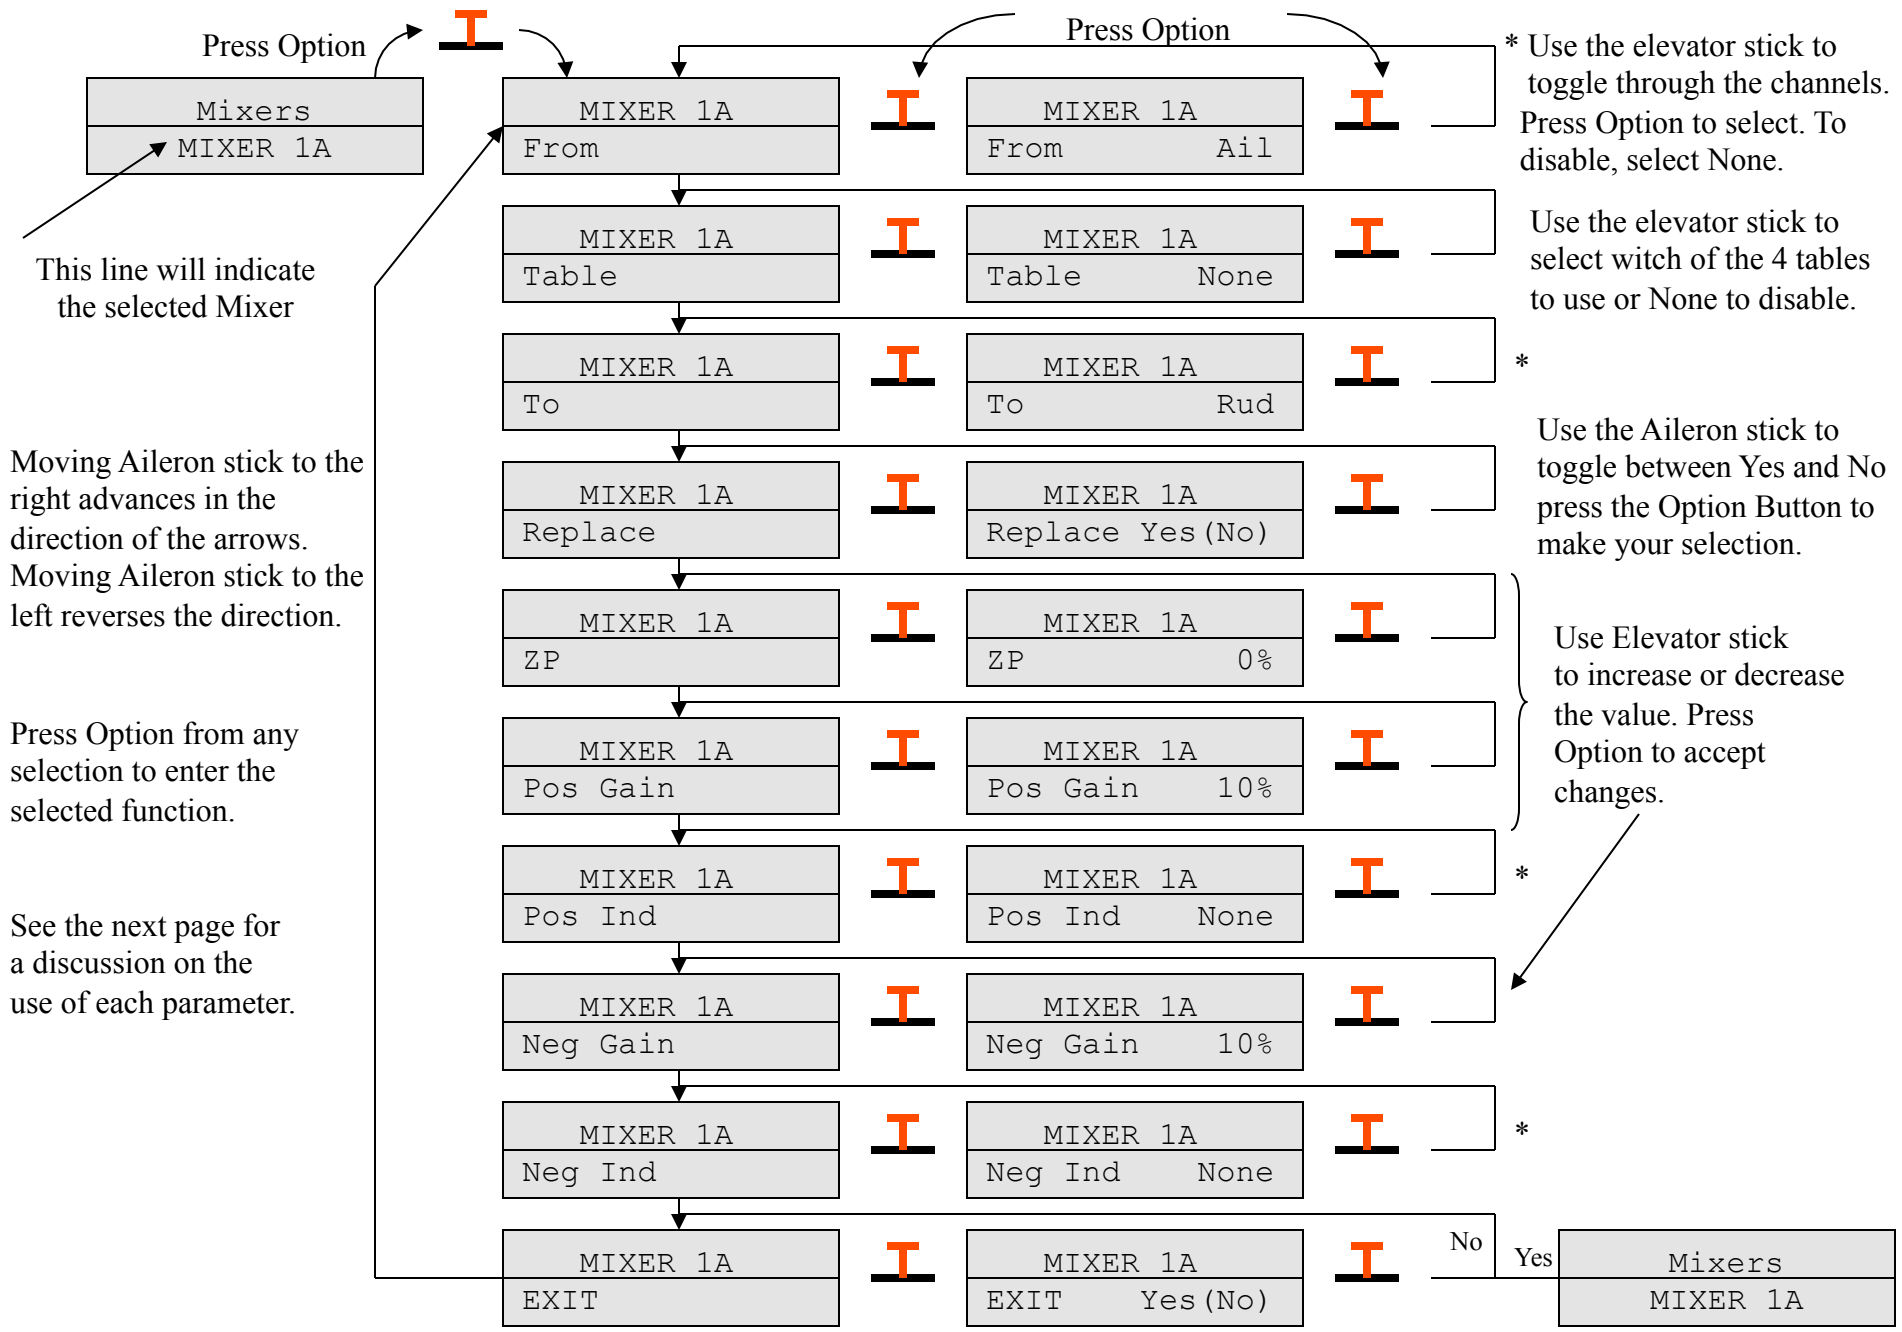 Press Option
Mixers
MIXER 1A
This line will indicate
the selected Mixer
Moving Aileron stick to the
right advances in the
direction of the arrows.
Moving Aileron stick to the
left reverses the direction.
Press Option from any
selection to enter the
selected function.
See the next page for
a discussion on the
use of each parameter.
Press Option
MIXER 1A
From
MIXER 1A
From Ail
* Use the elevator stick to
toggle through the channels.
Press Option to select. To
disable, select None.
MIXER 1A
Table
MIXER 1A
Table None
Use the elevator stick to
select witch of the 4 tables
to use or None to disable.
MIXER 1A
To
MIXER 1A
To Rud
*
MIXER 1A
Replace
MIXER 1A
Replace Yes(No)
Use the Aileron stick to
toggle between Yes and No
press the Option Button to
make your selection.
MIXER 1A
ZP
MIXER 1A
ZP 0%
MIXER 1A
Pos Gain
MIXER 1A
Pos Gain 10%
Use Elevator stick
to increase or decrease
the value. Press
Option to accept
changes.
MIXER 1A
Pos Ind
MIXER 1A
Pos Ind None
*
MIXER 1A
Neg Gain
MIXER 1A
Neg Gain 10%
MIXER 1A
Neg Ind
MIXER 1A
Neg Ind None
*
MIXER 1A
EXIT
MIXER 1A
EXIT Yes(No)
No
Yes
Mixers
MIXER 1A